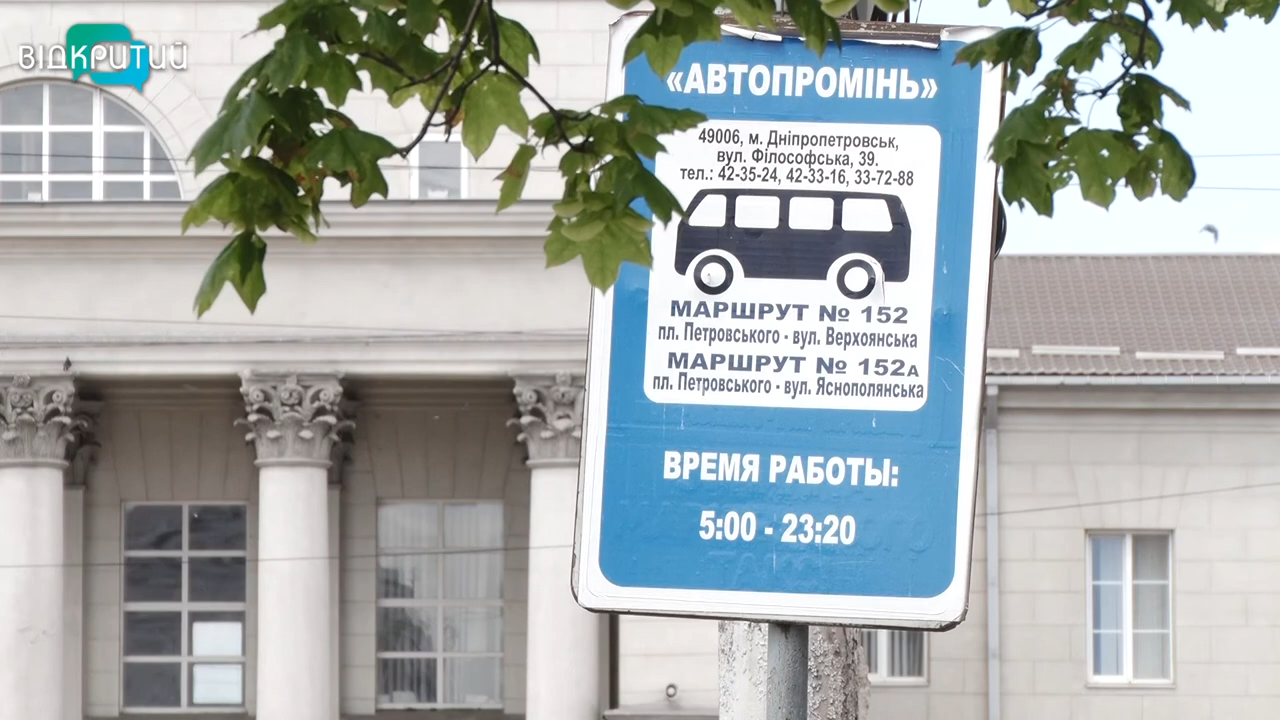 ВІДКРИТИЙ
«АВТОПРОМІНЬ»
49006, м. Дніпропетровськ,
вул. Філософська, 39.
тел.: 42-35-24, 42-33-16, 33-72-88
МАРШРУТ № 152
пл. Петровського - вул. Верхоянська
МАРШРУТ № 152А
пл. Петровського - вул. Яснополянська
ВРЕМЯ РАБОТЫ:
5:00 - 23:20